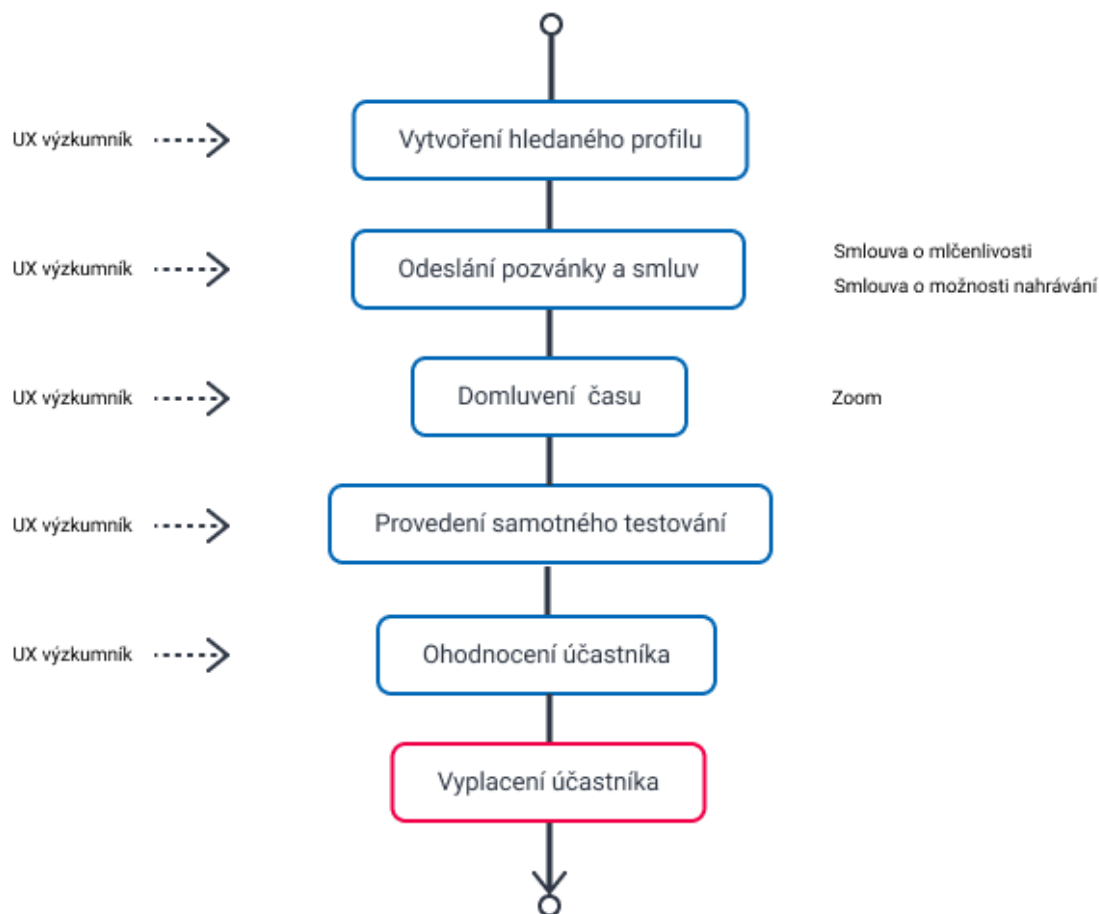 UX výzkumník
Vytvoření hledaného profilu
UX výzkumník
Odeslání pozvánky a smluv
Smlouva o mlčenlivosti
Smlouva o možnosti nahrávání
UX výzkumník
Domluvení času
Zoom
UX výzkumník
Provedení samotného testování
UX výzkumník
Ohodnocení účastníka
Vyplacení účastníka